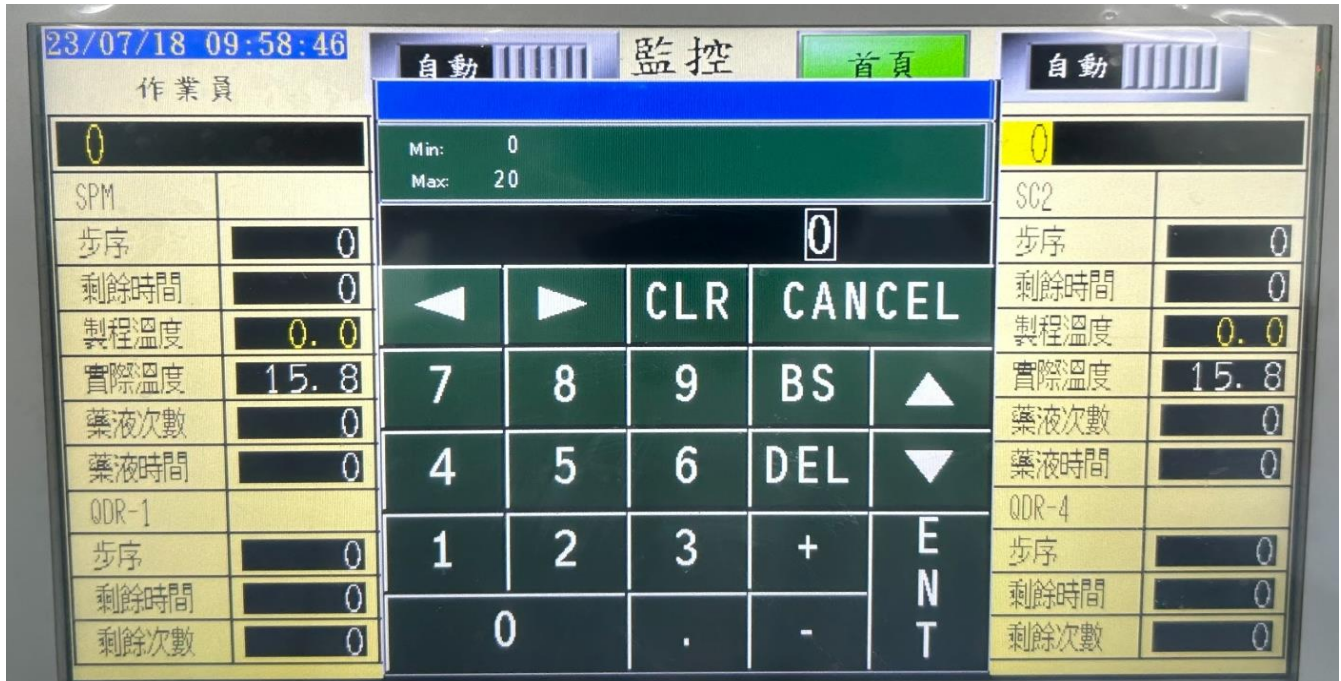 23/07/18 09:58:46
作業員
自動
監控
首頁
自動
0
SPM
步序 0
剩餘時間 0
製程溫度 0.0
實際溫度 15.8
藥液次數 0
藥液時間 0
QDR-1
步序 0
剩餘時間 0
剩餘次數 0
Min: 0
Max: 20
0
◀ ▶ CLR CANCEL
7 8 9 BS ▲
4 5 6 DEL ▼
1 2 3 + ENT
0 . -
0
SC2
步序 0
剩餘時間 0
製程溫度 0.0
實際溫度 15.8
藥液次數 0
藥液時間 0
QDR-4
步序 0
剩餘時間 0
剩餘次數 0